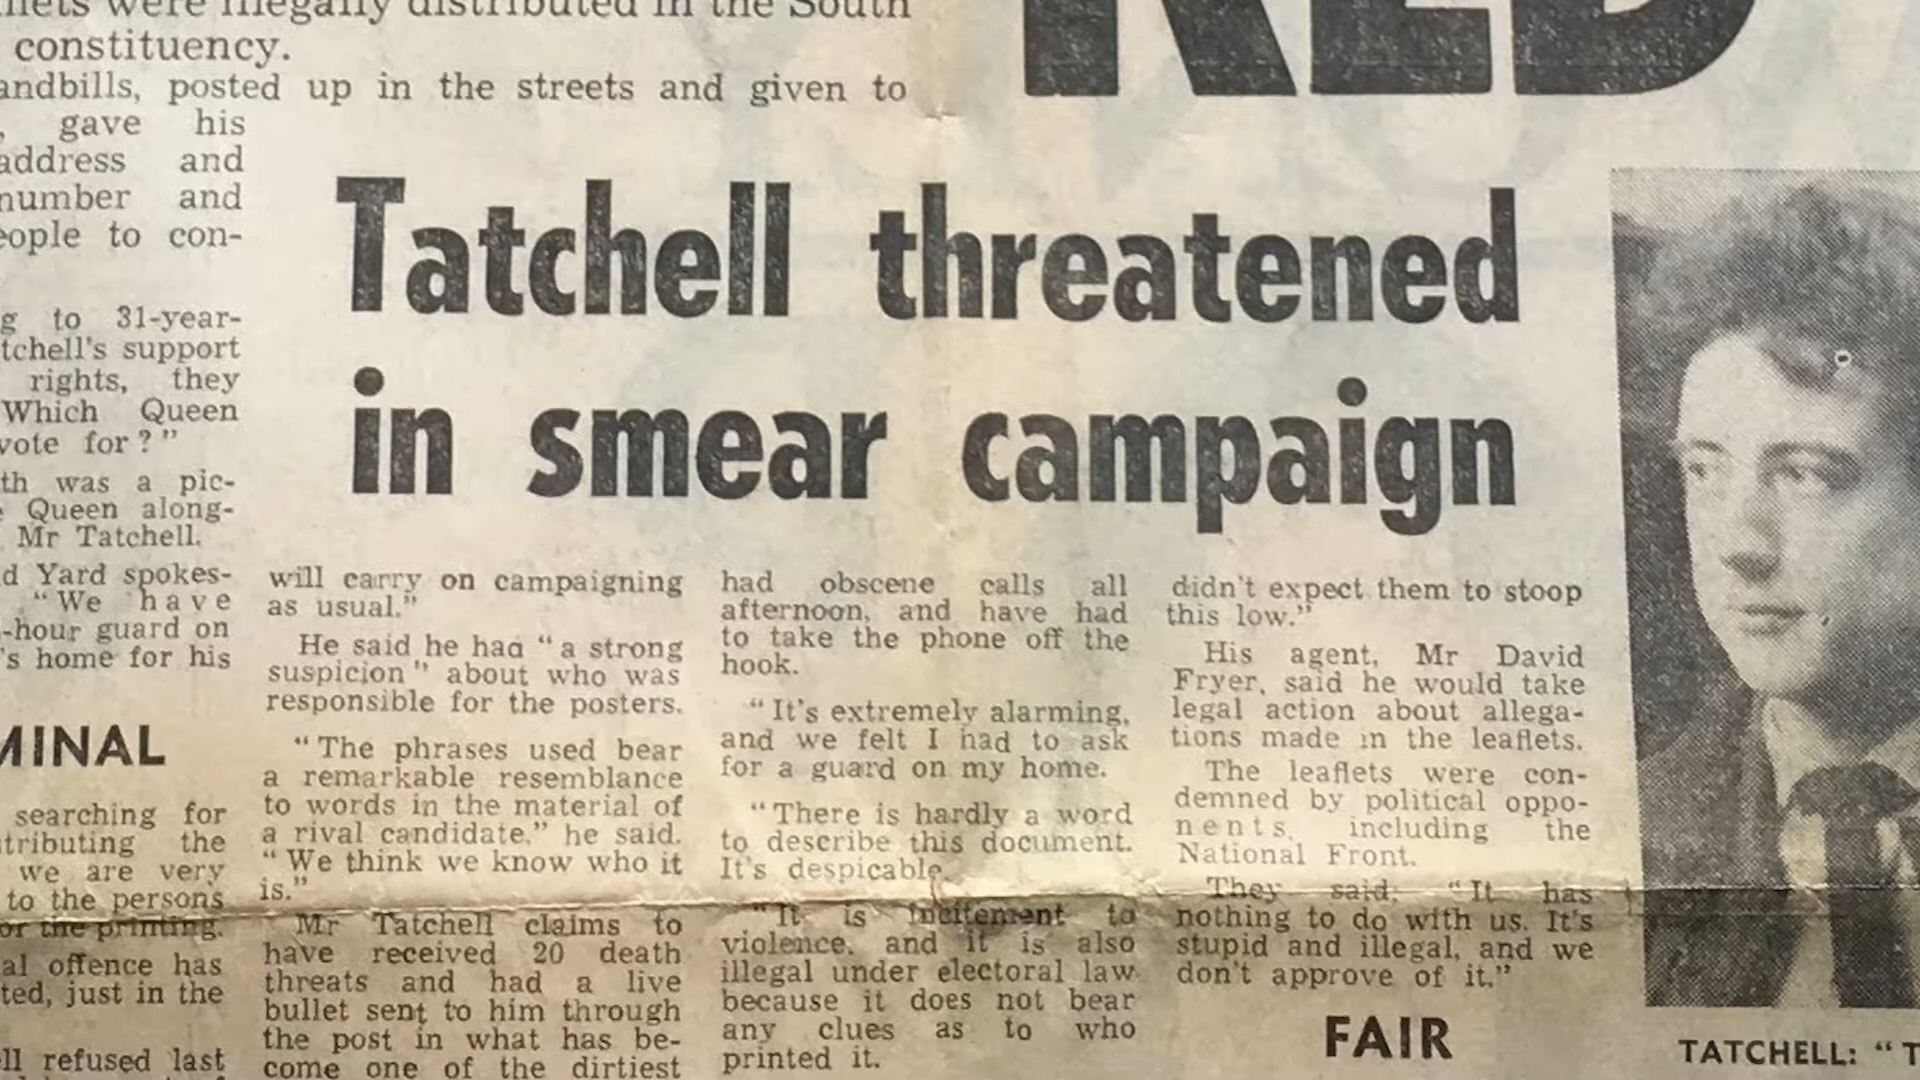 lets were illegally distributed in the South
constituency.
andbills, posted up in the streets and given to
, gave his
address and
number and
eople to con-
g to 31-year-
tchell's support
rights, they
Which Queen
vote for?"
th was a pic-
e Queen along-
Mr Tatchell.
d Yard spokes-
"We have
-hour guard on
's home for his
MINAL
searching for
tributing the
we are very
to the persons
or the printing.
al offence has
ted, just in the
ll refused last
RED
Tatchell threatened
in smear campaign
will carry on campaigning
as usual."
He said he had "a strong
suspicion" about who was
responsible for the posters.
"The phrases used bear
a remarkable resemblance
to words in the material of
a rival candidate," he said.
"We think we know who it
is."
Mr Tatchell claims to
have received 20 death
threats and had a live
bullet sent to him through
the post in what has be-
come one of the dirtiest
had obscene calls all
afternoon, and have had
to take the phone off the
hook.
"It's extremely alarming,
and we felt I had to ask
for a guard on my home.
"There is hardly a word
to describe this document.
It's despicable.
"It is incitement to
violence, and it is also
illegal under electoral law
because it does not bear
any clues as to who
printed it.
didn't expect them to stoop
this low."
His agent, Mr David
Fryer, said he would take
legal action about allega-
tions made in the leaflets.
The leaflets were con-
demned by political oppo-
nents, including the
National Front.
They said: "It has
nothing to do with us. It's
stupid and illegal, and we
don't approve of it."
FAIR
TATCHELL: "T